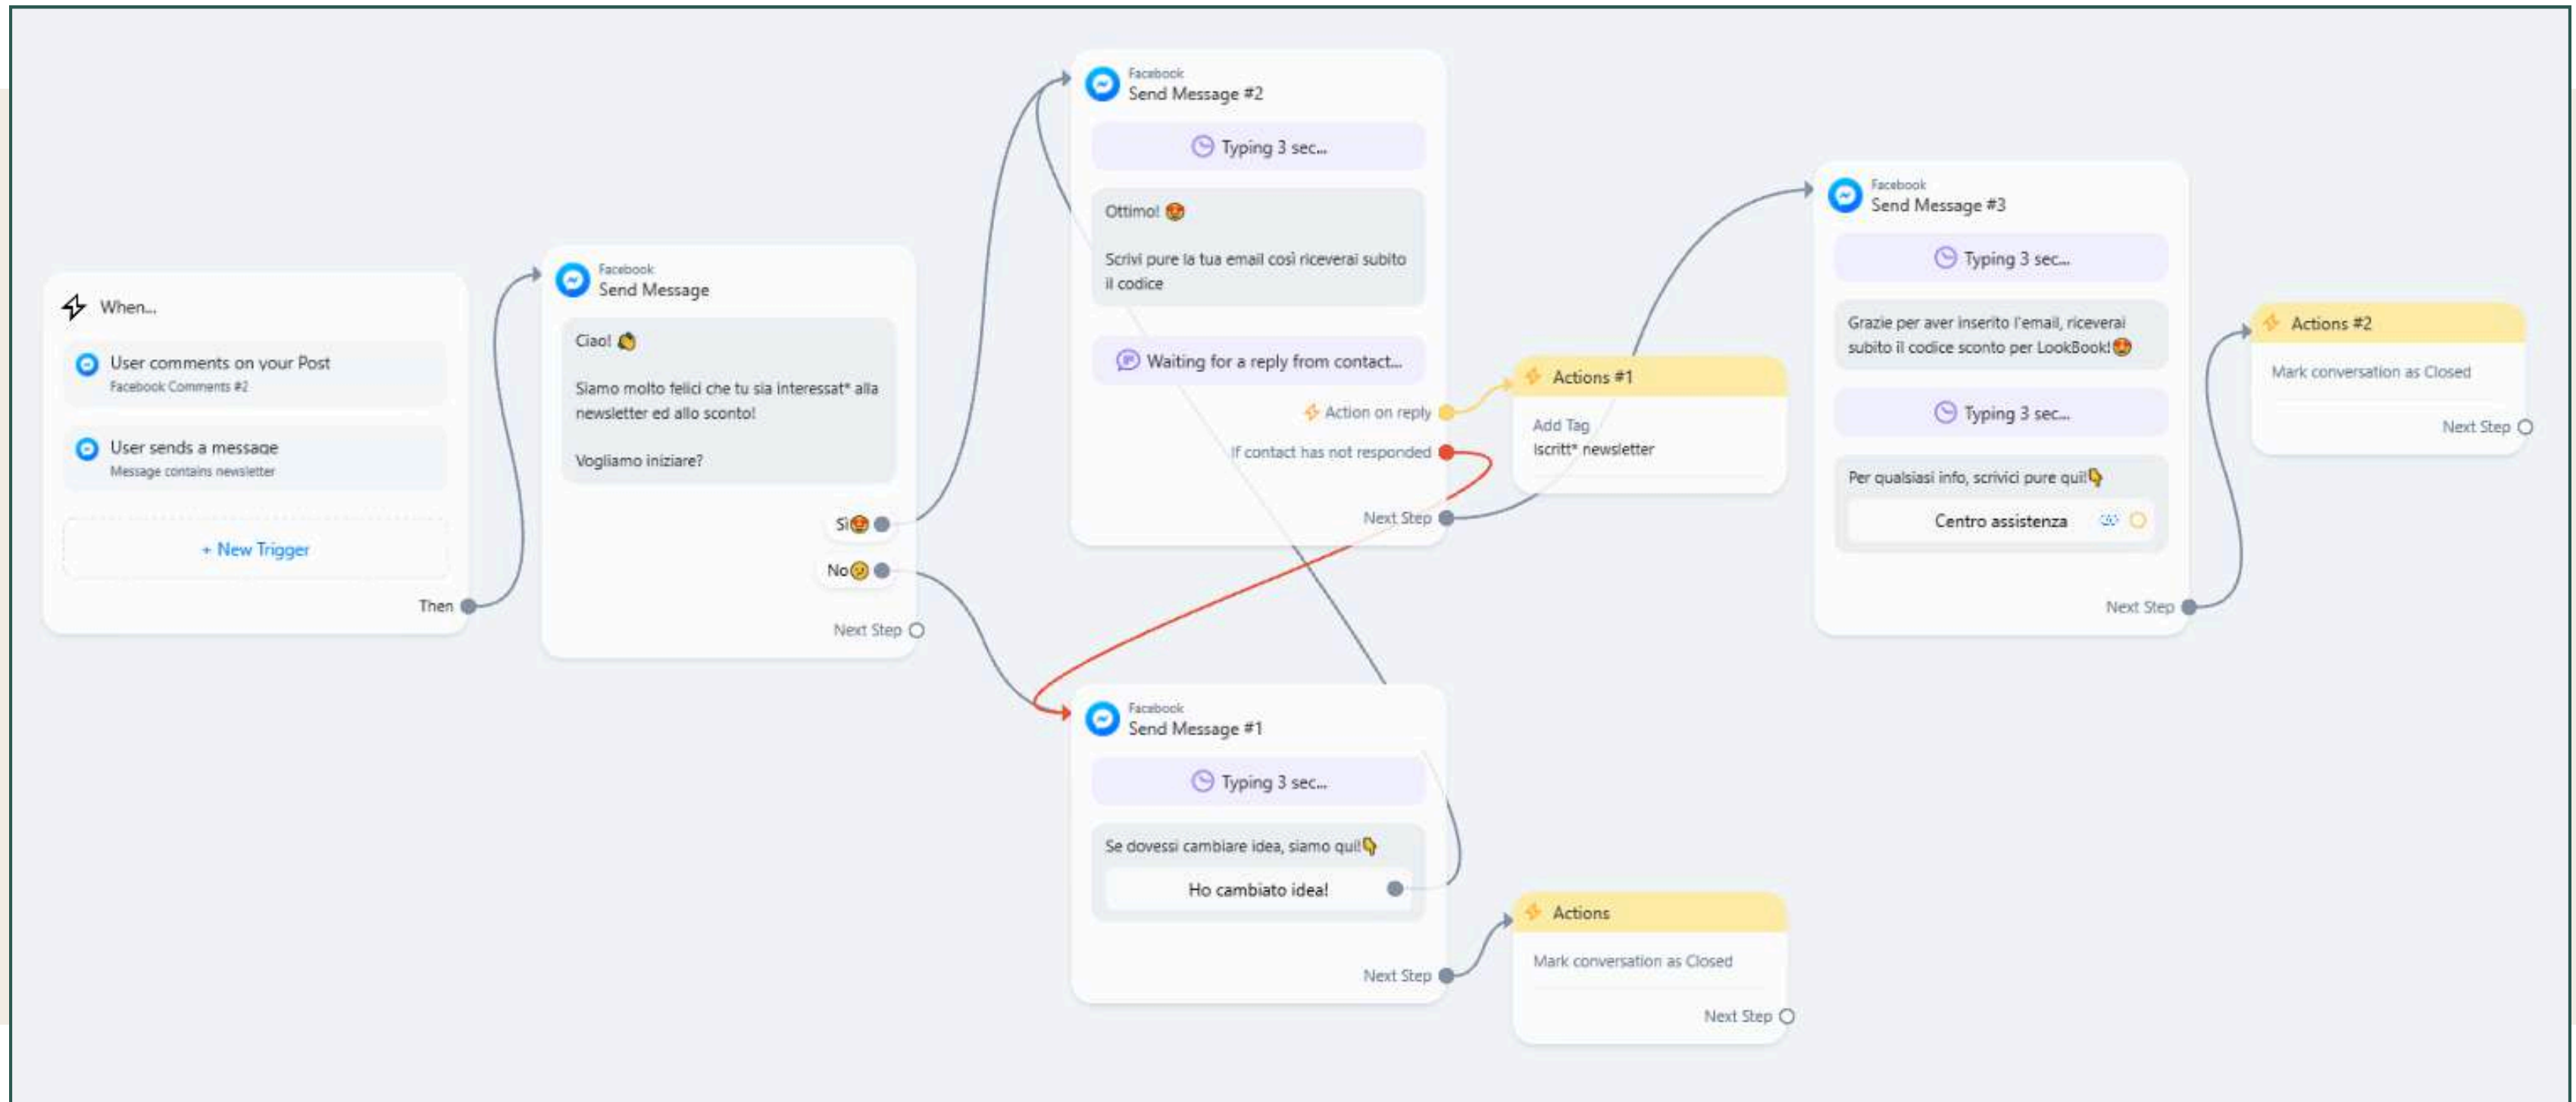 When...
User comments on your Post
Facebook Comments #2
User sends a message
Message contains newsletter
+ New Trigger
Then
Facebook
Send Message
Ciao! 👏
Siamo molto felici che tu sia interessat* alla
newsletter ed allo sconto!
Vogliamo iniziare?
Sì🤩
No😕
Next Step
Facebook
Send Message #2
Typing 3 sec...
Ottimo! 🤩
Scrivi pure la tua email così riceverai subito
il codice
Waiting for a reply from contact...
Action on reply
If contact has not responded
Next Step
Actions #1
Add Tag
Iscritt* newsletter
Facebook
Send Message #1
Typing 3 sec...
Se dovessi cambiare idea, siamo qui!👇
Ho cambiato idea!
Next Step
Actions
Mark conversation as Closed
Next Step
Facebook
Send Message #3
Typing 3 sec...
Grazie per aver inserito l'email, riceverai
subito il codice sconto per LookBook!🤩
Typing 3 sec...
Per qualsiasi info, scrivici pure qui!👇
Centro assistenza
Next Step
Actions #2
Mark conversation as Closed
Next Step